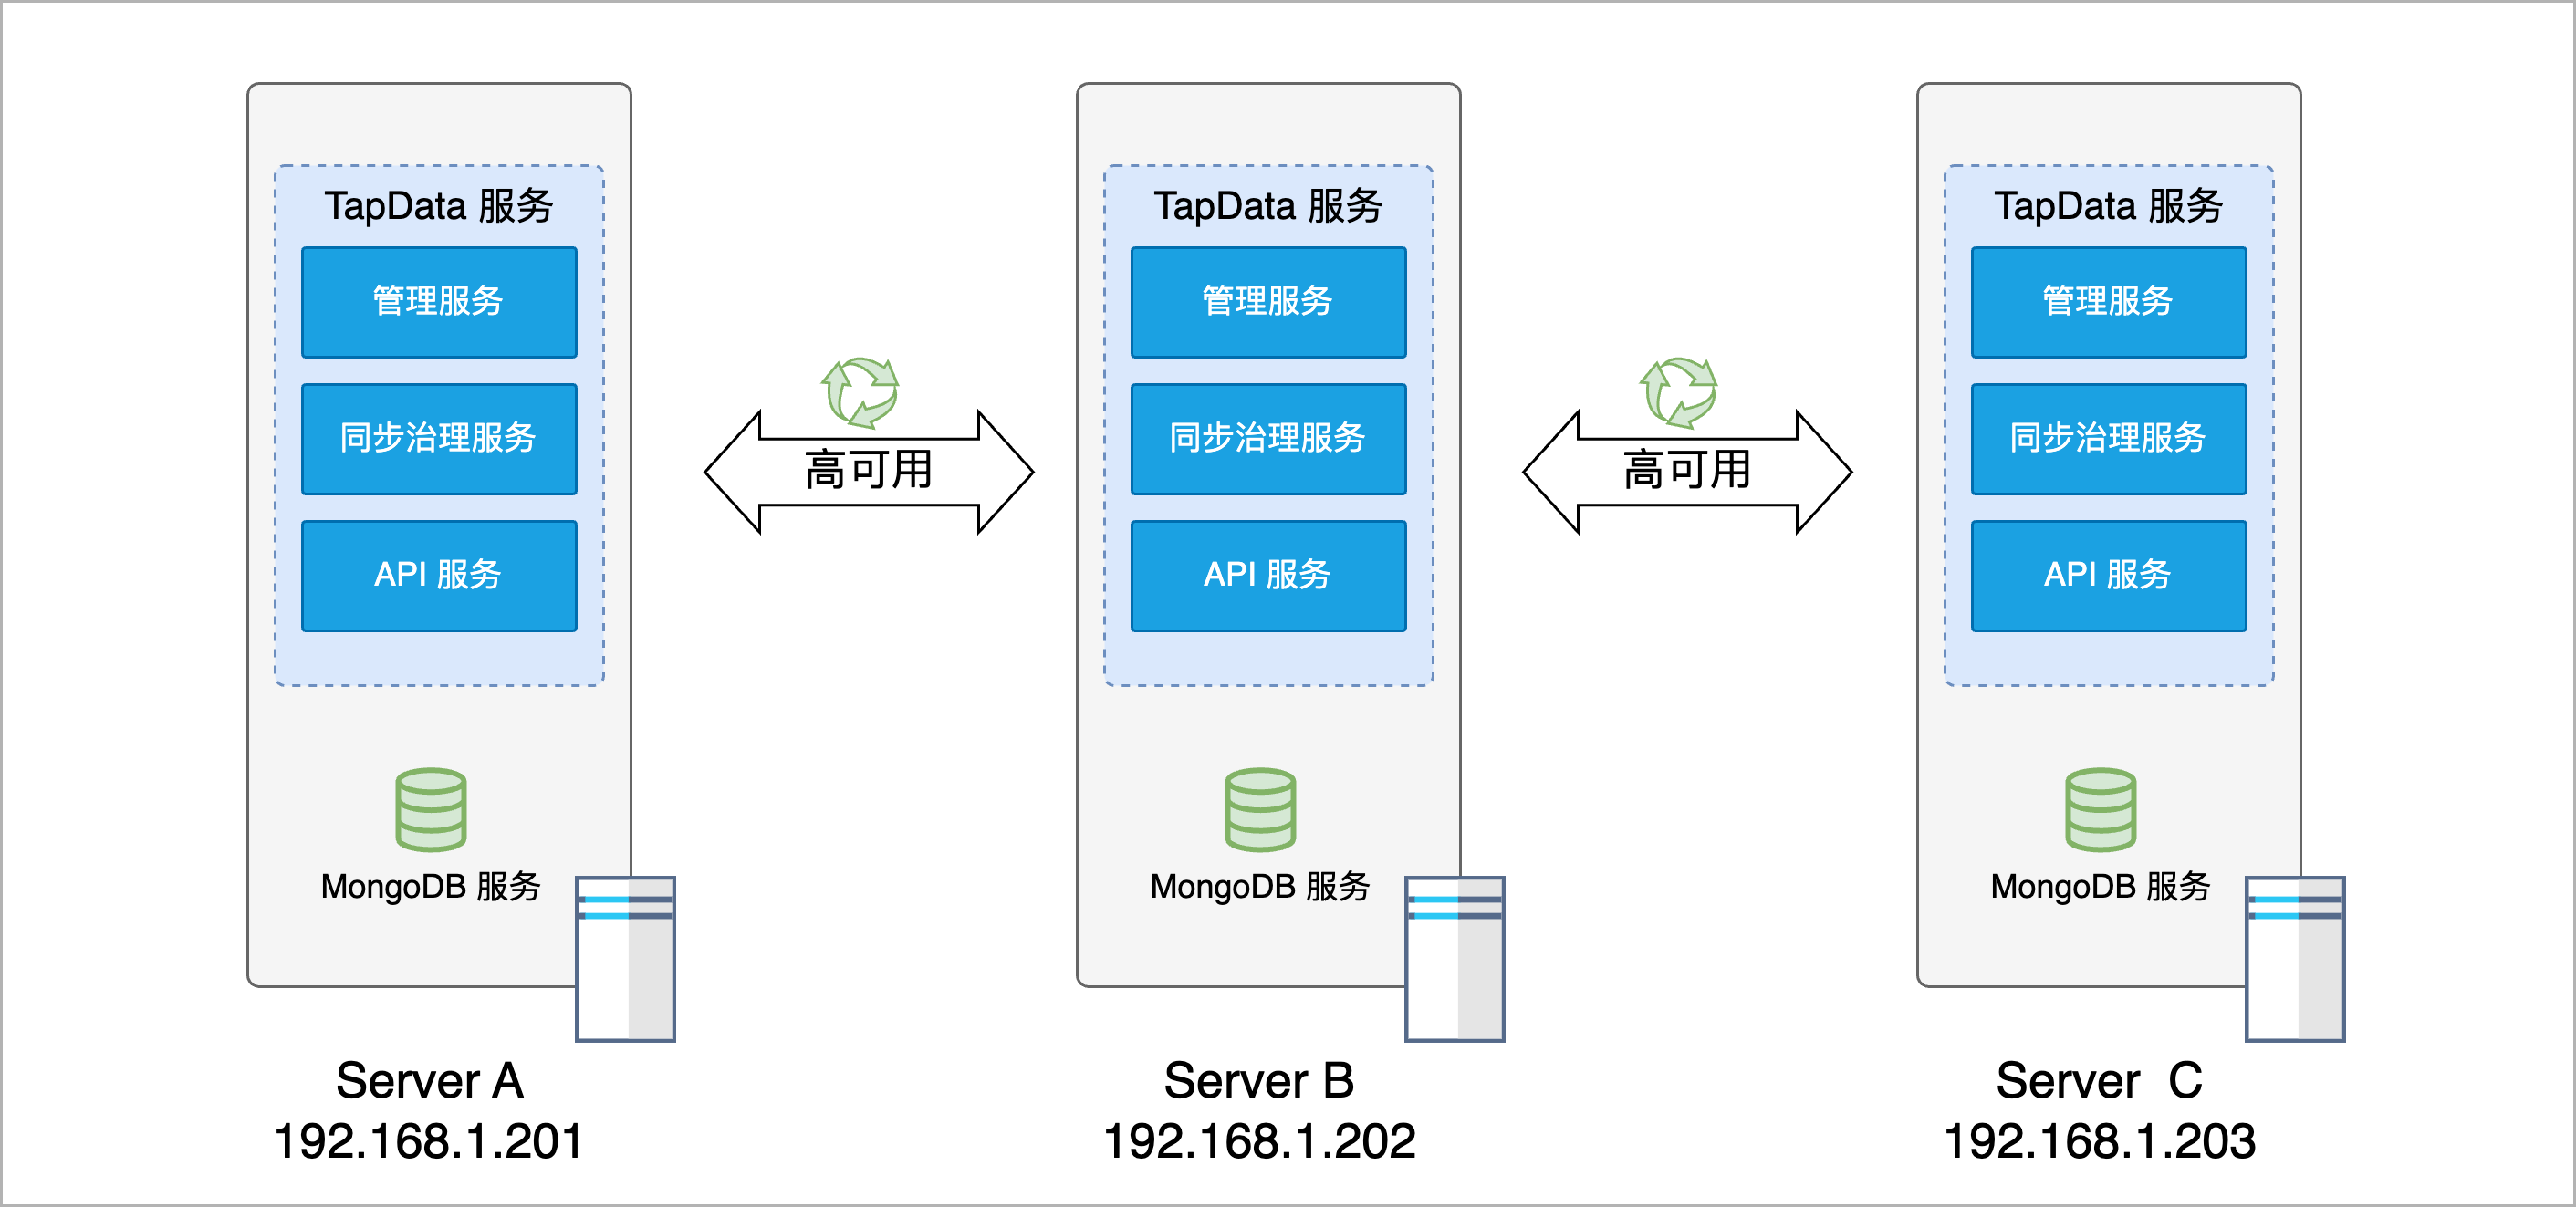 TapData 服务
管理服务
同步治理服务
API 服务
MongoDB 服务
Server A
192.168.1.201
高可用
TapData 服务
管理服务
同步治理服务
API 服务
MongoDB 服务
Server B
192.168.1.202
高可用
TapData 服务
管理服务
同步治理服务
API 服务
MongoDB 服务
Server C
192.168.1.203